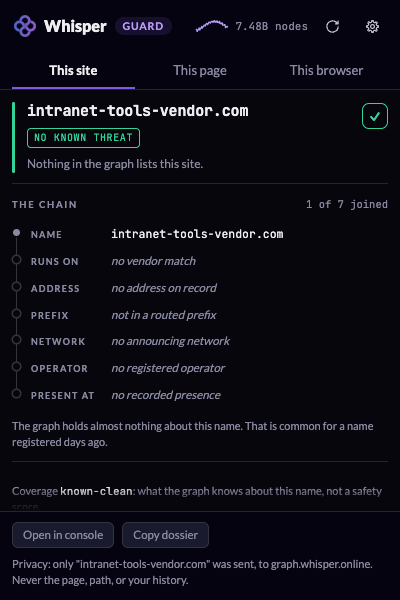 Whisper GUARD 7.48B nodes
This site This page This browser
intranet-tools-vendor.com
NO KNOWN THREAT
Nothing in the graph lists this site.
THE CHAIN 1 of 7 joined
NAME intranet-tools-vendor.com
RUNS ON no vendor match
ADDRESS no address on record
PREFIX not in a routed prefix
NETWORK no announcing network
OPERATOR no registered operator
PRESENT AT no recorded presence
The graph holds almost nothing about this name. That is common for a name
registered days ago.
Coverage known-clean: what the graph knows about this name, not a safety
score.
Open in console Copy dossier
Privacy: only "intranet-tools-vendor.com" was sent, to graph.whisper.online.
Never the page, path, or your history.